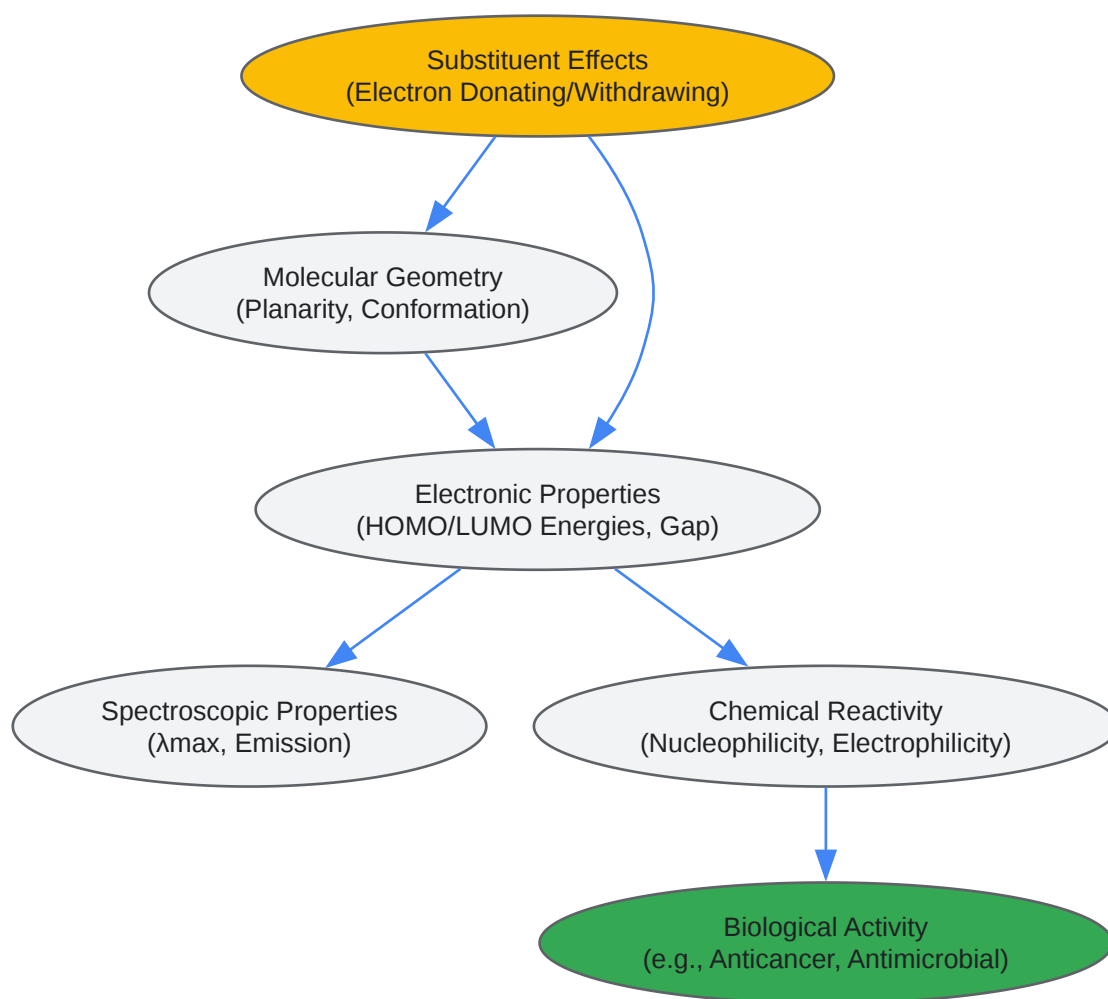 Substituent Effects
(Electron Donating/Withdrawing)
Molecular Geometry
(Planarity, Conformation)
Electronic Properties
(HOMO/LUMO Energies, Gap)
Spectroscopic Properties
(λmax, Emission)
Chemical Reactivity
(Nucleophilicity, Electrophilicity)
Biological Activity
(e.g., Anticancer, Antimicrobial)